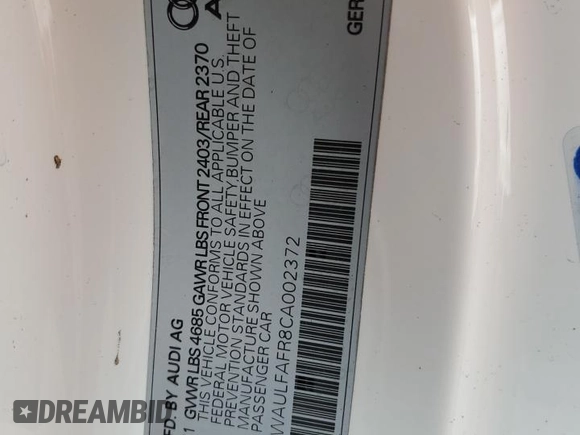 GER
FD. BY AUDI AG
1 GVWR LBS 4685 GAWR LBS FRONT 2403/REAR 2370
THIS VEHICLE CONFORMS TO ALL APPLICABLE U.S.
FEDERAL MOTOR VEHICLE SAFETY, BUMPER AND THEFT
PREVENTION STANDARDS IN EFFECT ON THE DATE OF
MANUFACTURE SHOWN ABOVE
PASSENGER CAR
WAULFAFR8CA002372
DREAMBID